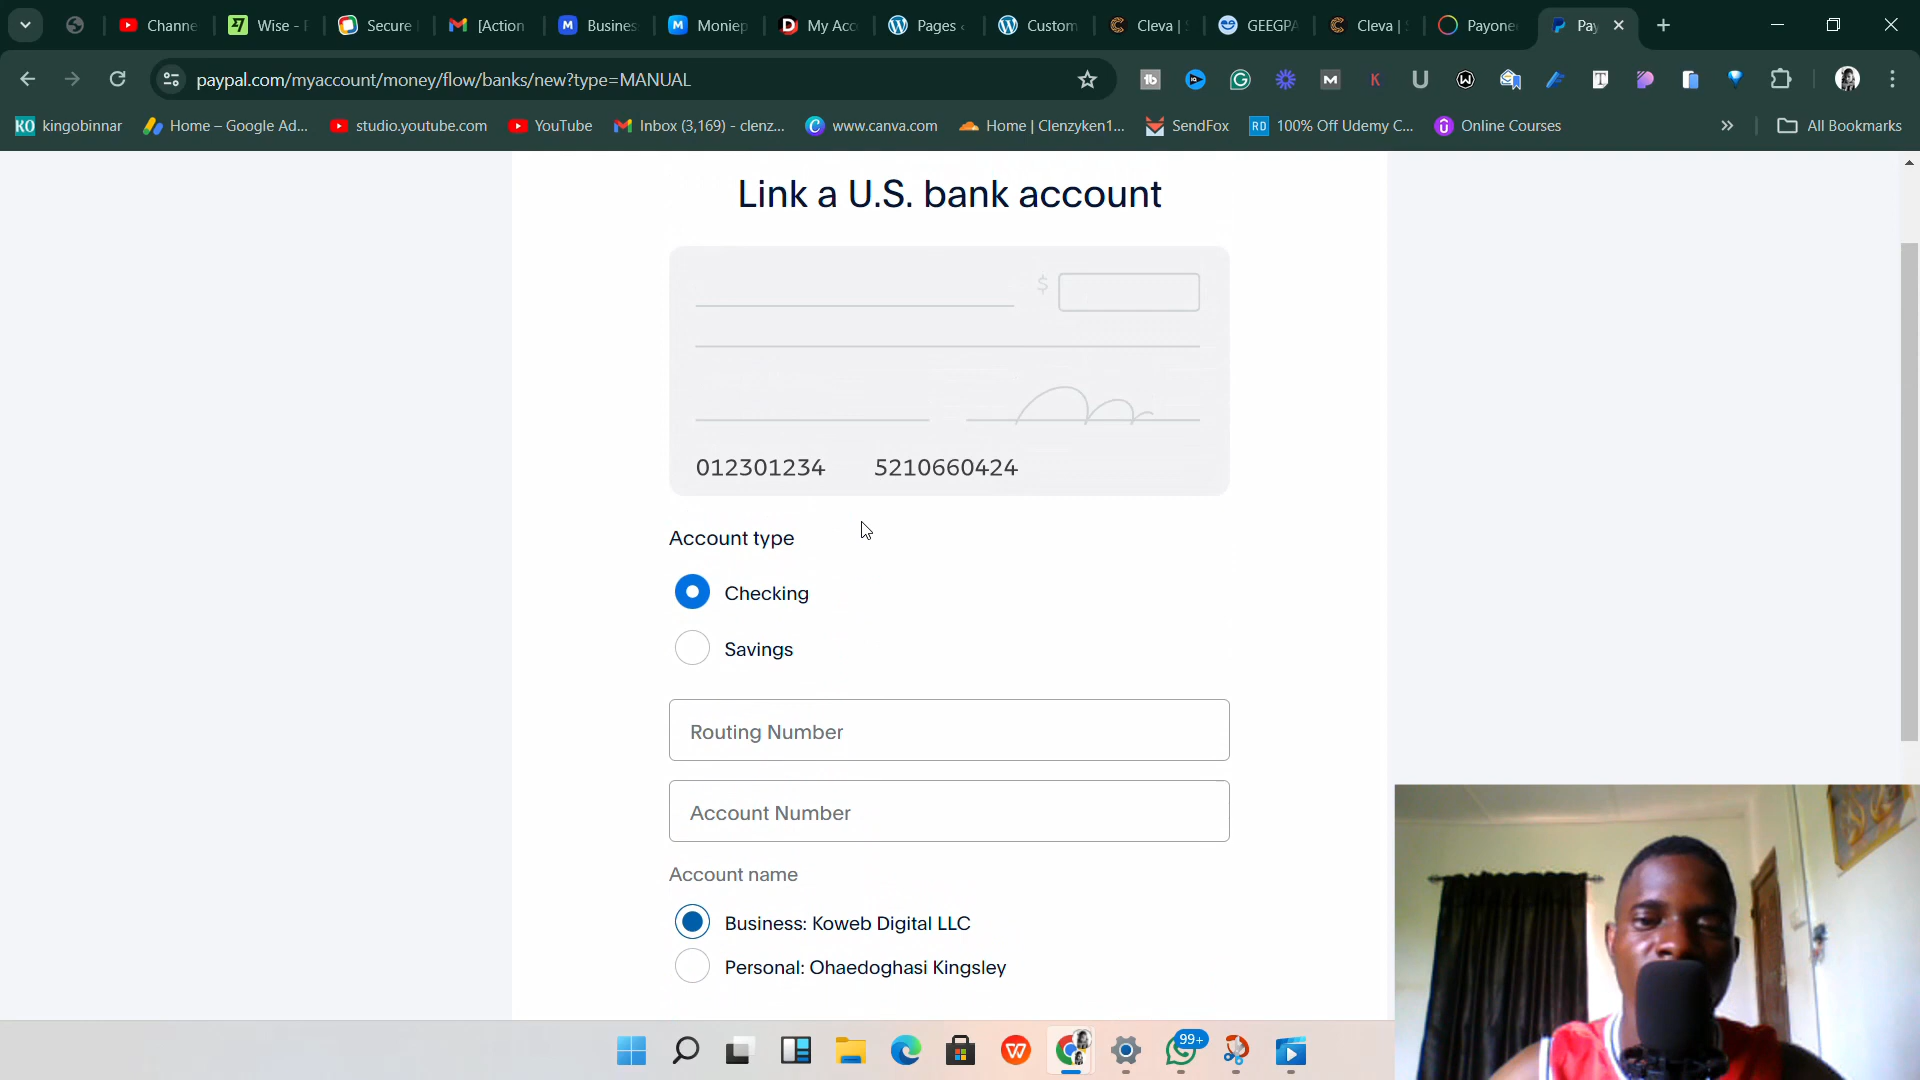 Channe
Wise -
Secure
[Action
Busines
Moniep
My Acc
Pages
Custom
Cleva |
GEEGPA
Cleva |
Payone
Pay
paypal.com/myaccount/money/flow/banks/new?type=MANUAL
KO kingobinnar
Home – Google Ad...
studio.youtube.com
YouTube
Inbox (3,169) - clenz...
www.canva.com
Home | Clenzyken1...
SendFox
RD 100% Off Udemy C...
Online Courses
All Bookmarks
Link a U.S. bank account
$
012301234 5210660424
Account type
Checking
Savings
Routing Number
Account Number
Account name
Business: Koweb Digital LLC
Personal: Ohaedoghasi Kingsley
99+